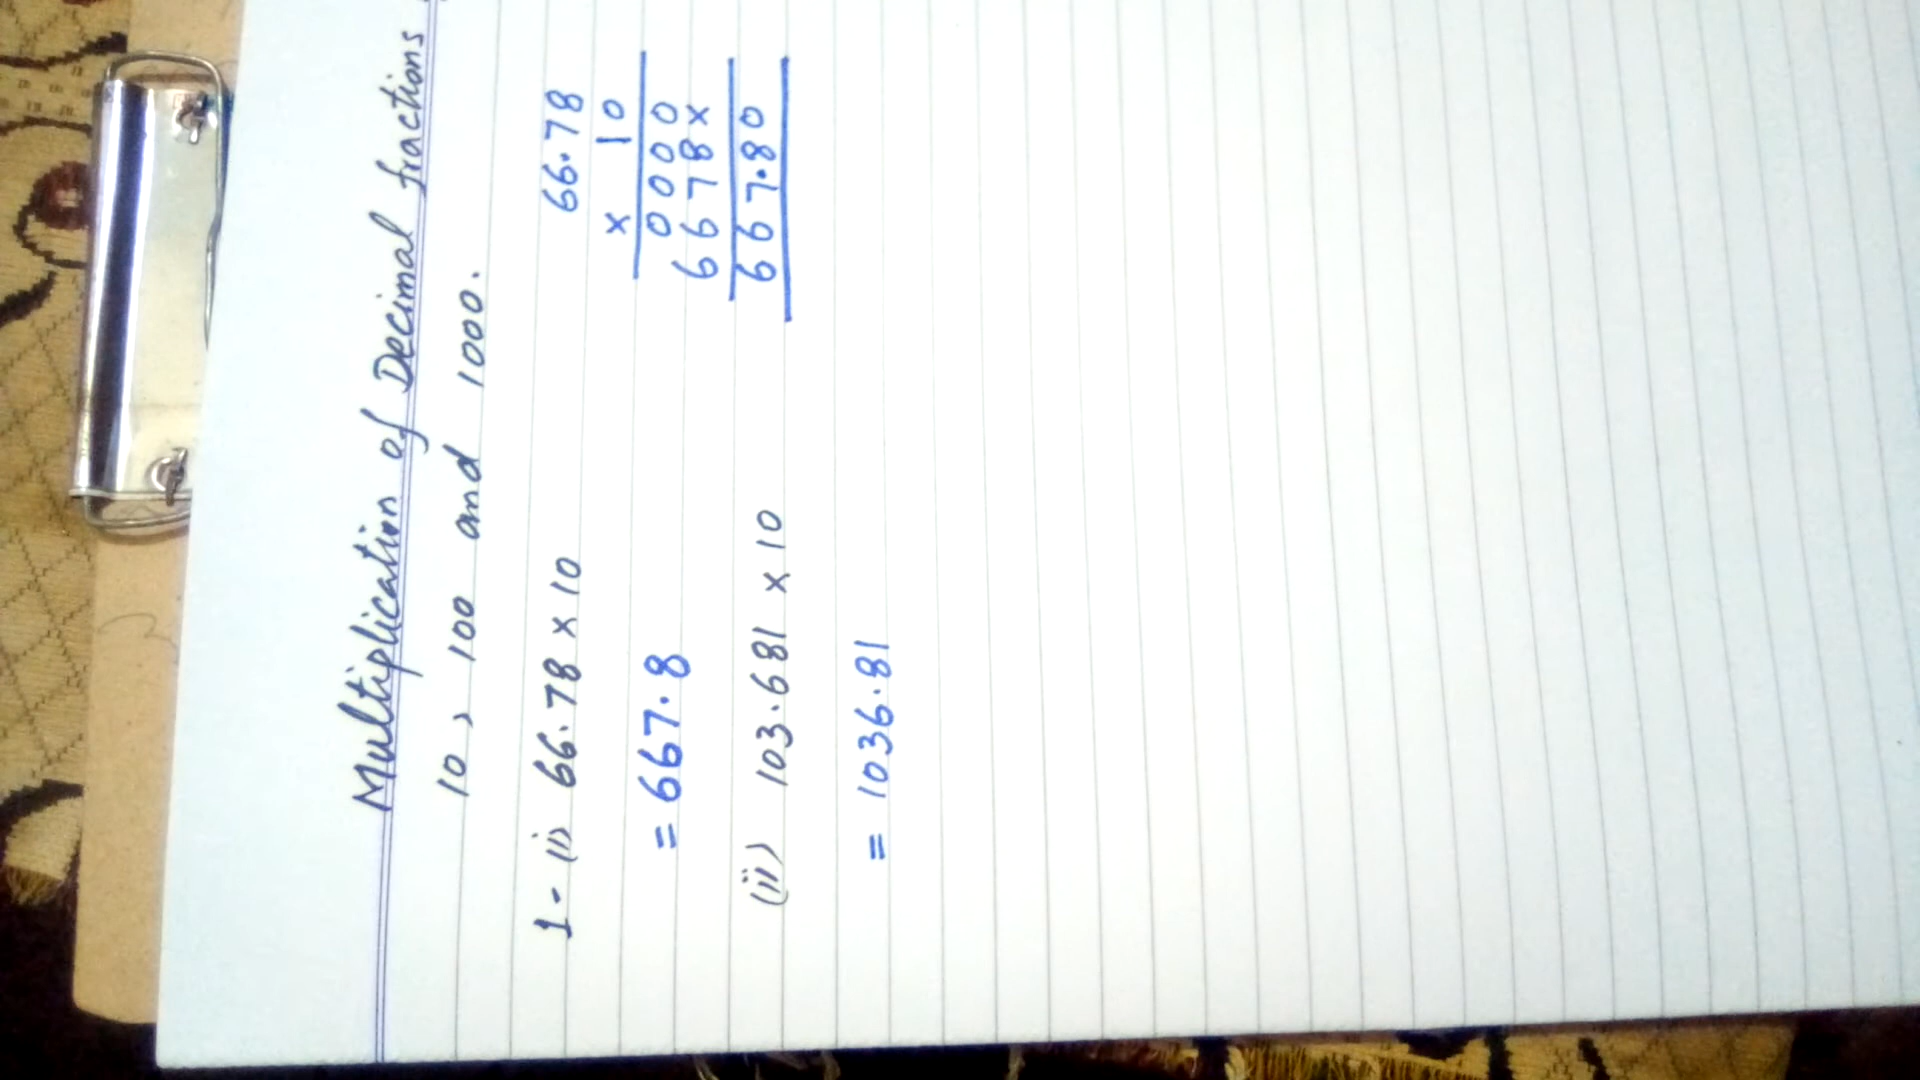 Multiplication of Decimal fractions
10, 100 and 1000.
1- (i) 66.78 × 10
= 667.8
66.78
× 10
0000
6678×
667.80
(ii) 103.681 × 10
= 1036.81